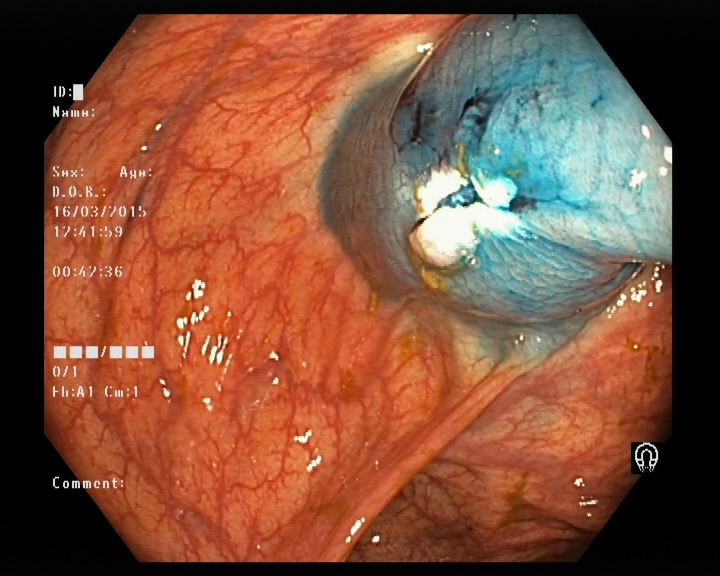 ID:
Name:
Sex: Age:
D.O.B.:
16/03/2015
12:41:59
00:42:36
0/1
Eh:A1 Cm:1
Comment: